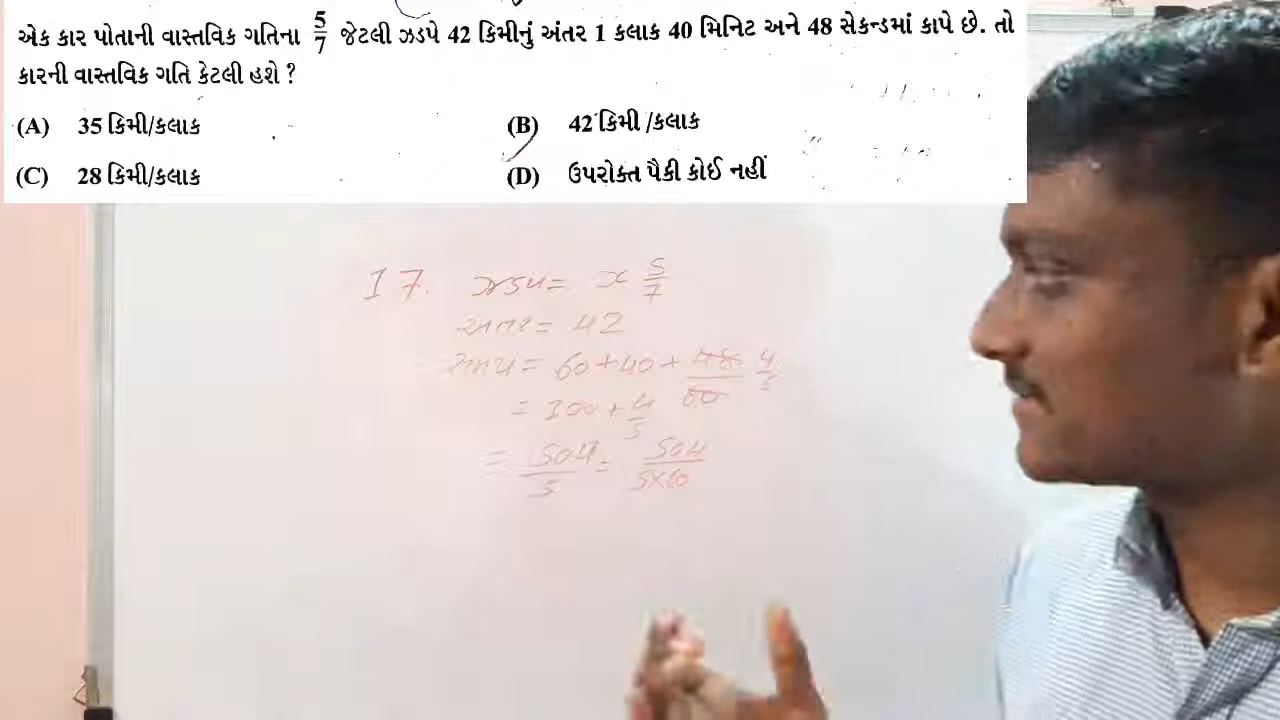 એક કાર પોતાની વાસ્તવિક ગતિના 5/7 જેટલી ઝડપે 42 કિમીનું અંતર 1 કલાક 40 મિનિટ અને 48 સેકન્ડમાં કાપે છે. તો
કારની વાસ્તવિક ગતિ કેટલી હશે ?
(A) 35 કિમી/કલાક (B) 42 કિમી /કલાક
(C) 28 કિમી/કલાક (D) ઉપરોક્ત પૈકી કોઈ નહીં
17. ઝડપ = x 5/7
અંતર = 42
સમય = 60 + 40 + 48/60 4/5
= 100 + 4/5
= 504/5 = 504/5×60